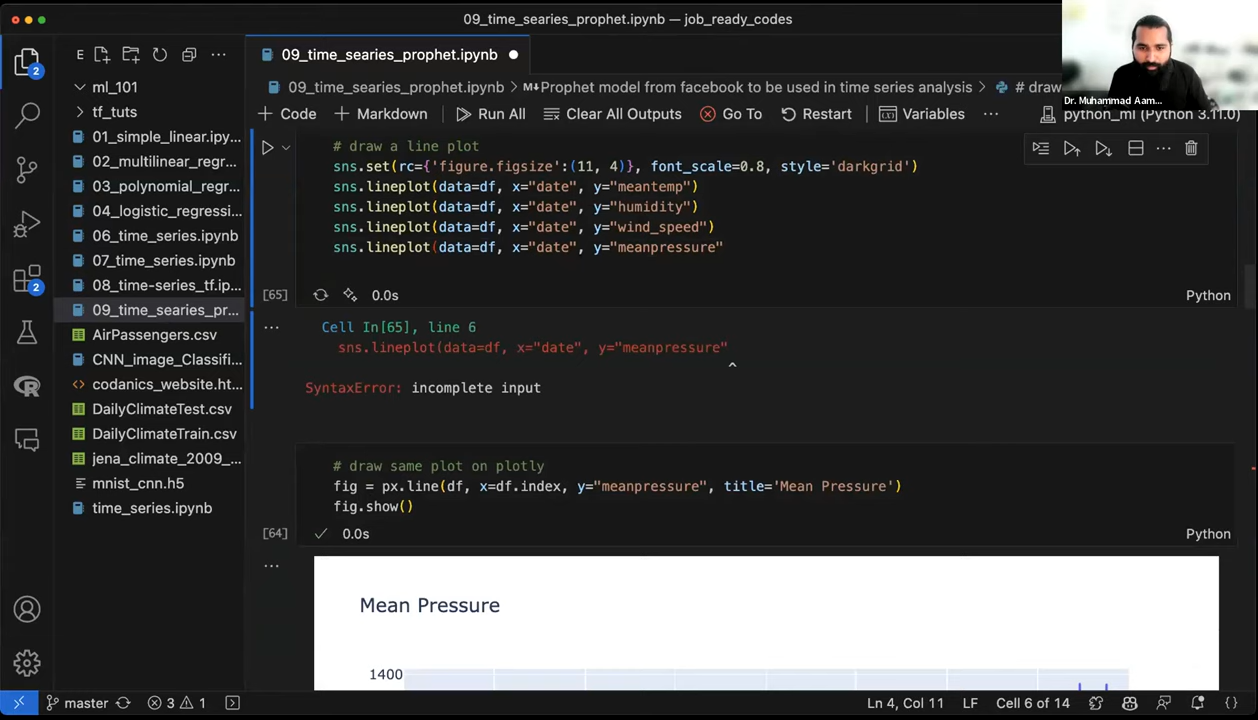 09_time_searies_prophet.ipynb — job_ready_codes
E
ml_101
tf_tuts
01_simple_linear.ipy...
02_multilinear_regr...
03_polynomial_regr...
04_logistic_regressi...
06_time_series.ipynb
07_time_series.ipynb
08_time-series_tf.ip...
09_time_searies_pr...
AirPassengers.csv
CNN_image_Classifi...
codanics_website.ht...
DailyClimateTest.csv
DailyClimateTrain.csv
jena_climate_2009_...
mnist_cnn.h5
time_series.ipynb
2
2
09_time_searies_prophet.ipynb
09_time_searies_prophet.ipynb > M↓Prophet model from facebook to be used in time series analysis > # draw
+ Code + Markdown Run All Clear All Outputs Go To Restart Variables ...
python_ml (Python 3.11.0)
Dr. Muhammad Aam...
# draw a line plot
sns.set(rc={'figure.figsize':(11, 4)}, font_scale=0.8, style='darkgrid')
sns.lineplot(data=df, x="date", y="meantemp")
sns.lineplot(data=df, x="date", y="humidity")
sns.lineplot(data=df, x="date", y="wind_speed")
sns.lineplot(data=df, x="date", y="meanpressure"
[65] 0.0s Python
Cell In[65], line 6
sns.lineplot(data=df, x="date", y="meanpressure"
^
SyntaxError: incomplete input
# draw same plot on plotly
fig = px.line(df, x=df.index, y="meanpressure", title='Mean Pressure')
fig.show()
[64] 0.0s Python
Mean Pressure
1400
master 3 1 Ln 4, Col 11 LF Cell 6 of 14